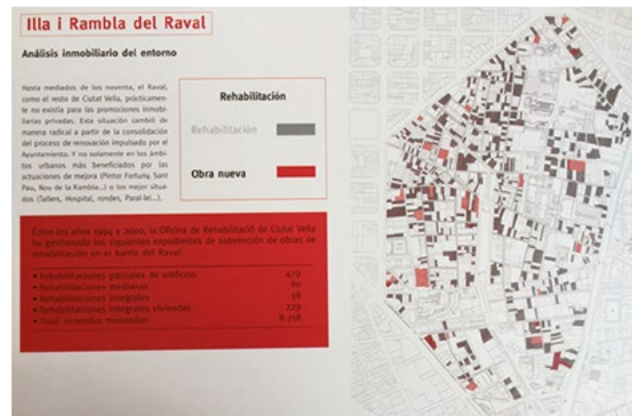 Illa i Rambla del Raval
Análisis inmobiliario del entorno
Hasta mediados de los noventa, el Raval,
como el resto de Ciutat Vella, prácticamen-
te no existía para las promociones inmobi-
liarias privadas. Esta situación cambió de
manera radical a partir de la consolidación
del proceso de renovación impulsado por el
Ayuntamiento. Y no solamente en los ámbi-
tos urbanos más beneficiados por las
actuaciones de mejora (Pintor Fortuny, Sant
Pau, Nou de la Rambla...) o los mejor situa-
dos (Tallers, Hospital, rondes, Paral·lel...).
Rehabilitación
Rehabilitación
Obra nueva
Entre los años 1994 y 2000, la Oficina de Rehabilitació de Ciutat Vella
ha gestionado los siguientes expedientes de subvención de obras de
rehabilitación en el barrio del Raval:
• Rehabilitaciones parciales de edificios: 479
• Rehabilitaciones medianas 60
• Rehabilitaciones integrales 38
• Rehabilitaciones integrales viviendas 229
• Total viviendas mejoradas 6.718